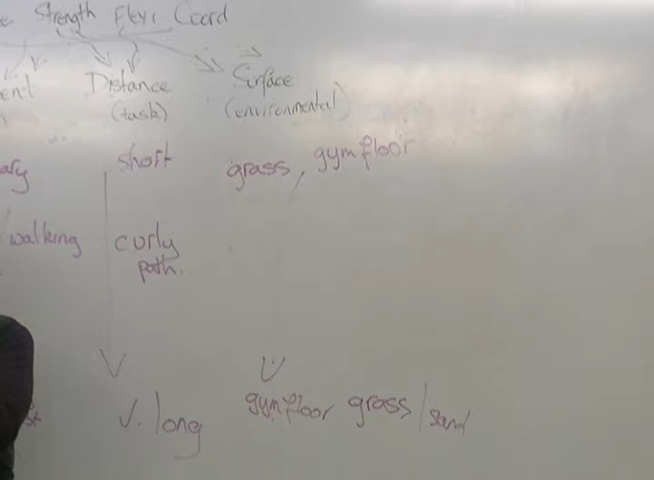 Strength Flexi Coord
Distance Surface
(task) (environmental)
short grass, gym floor
walking curly
path.
v. long gym floor grass/sand